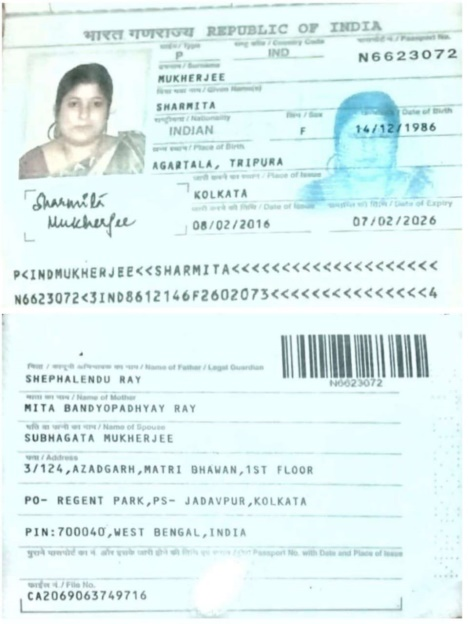 भारत गणराज्य REPUBLIC OF INDIA
टाईप / Type
राष्ट्र कोड / Country Code
पासपोर्ट नं. / Passport No.
P
IND
N6623072
उपनाम / Surname
MUKHERJEE
दिया गया नाम / Given Name(s)
SHARMITA
राष्ट्रीयता / Nationality
लिंग / Sex
Date of Birth
INDIAN
F
14/12/1986
जन्म स्थान / Place of Birth
AGARTALA, TRIPURA
जारी करने का स्थान / Place of Issue
KOLKATA
जारी करने की तिथि / Date of Issue
समाप्ति की तिथि / Date of Expiry
08/02/2016
07/02/2026
Sharmita
Mukherjee
P<INDMUKHERJEE<<SHARMITA<<<<<<<<<<<<<<<<<<<<
N6623072<3IND8612146F2602073<<<<<<<<<<<<<<<4
N6623072
पिता / कानूनी अभिभावक का नाम / Name of Father / Legal Guardian
SHEPHALENDU RAY
माता का नाम / Name of Mother
MITA BANDYOPADHYAY RAY
पति या पत्नी का नाम / Name of Spouse
SUBHAGATA MUKHERJEE
पता / Address
3/124,AZADGARH,MATRI BHAWAN,1ST FLOOR
PO- REGENT PARK,PS- JADAVPUR,KOLKATA
PIN:700040,WEST BENGAL,INDIA
पुराने पासपोर्ट का नं. और इसके जारी होने की तिथि एवं Passport No. with Date and Place of Issue
फाईल नं. / File No.
CA2069063749716